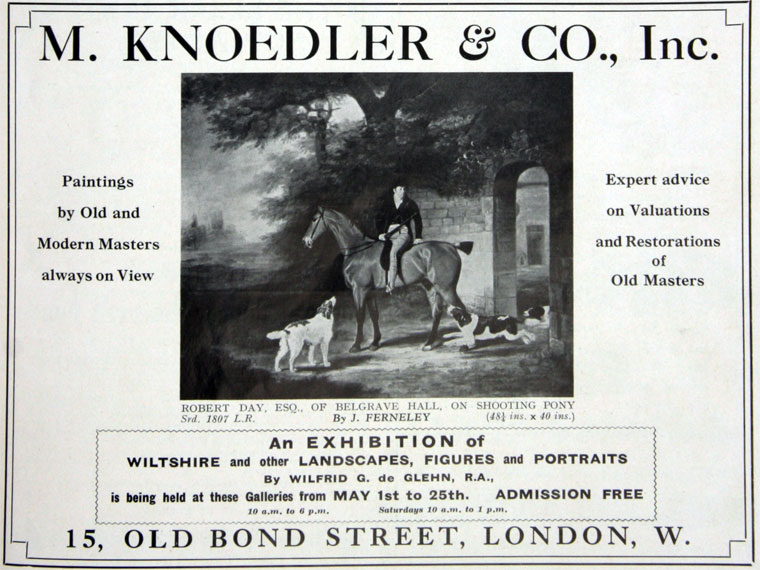 M. KNOEDLER & CO., Inc.
Paintings
by Old and
Modern Masters
always on View
Expert advice
on Valuations
and Restorations
of
Old Masters
ROBERT DAY, ESQ., OF BELGRAVE HALL, ON SHOOTING PONY
Srd. 1807 L.R. By J. FERNELEY (48¼ ins. x 40 ins.)
An EXHIBITION of
WILTSHIRE and other LANDSCAPES, FIGURES and PORTRAITS
By WILFRID G. de GLEHN, R.A.,
is being held at these Galleries from MAY 1st to 25th. ADMISSION FREE
10 a.m. to 6 p.m. Saturdays 10 a.m. to 1 p.m.
15, OLD BOND STREET, LONDON, W.